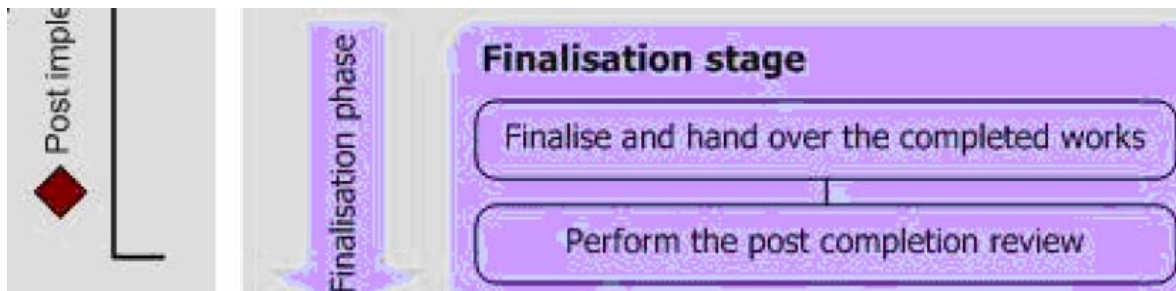 Post imple
Finalisation phase
Finalisation stage
Finalise and hand over the completed works
Perform the post completion review